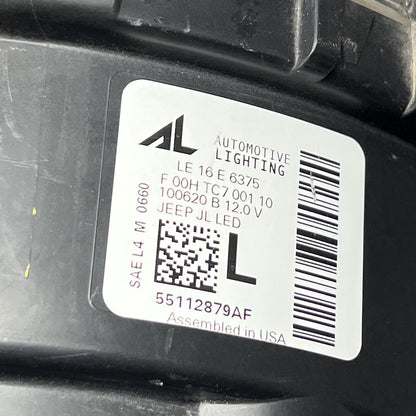 AL AUTOMOTIVE
LIGHTING
LE 16 E 6375
F 00H TC7 001 10
100620 B 12.0 V
JEEP JL LED
SAE L4 M 0660
L
55112879AF
Assembled in USA